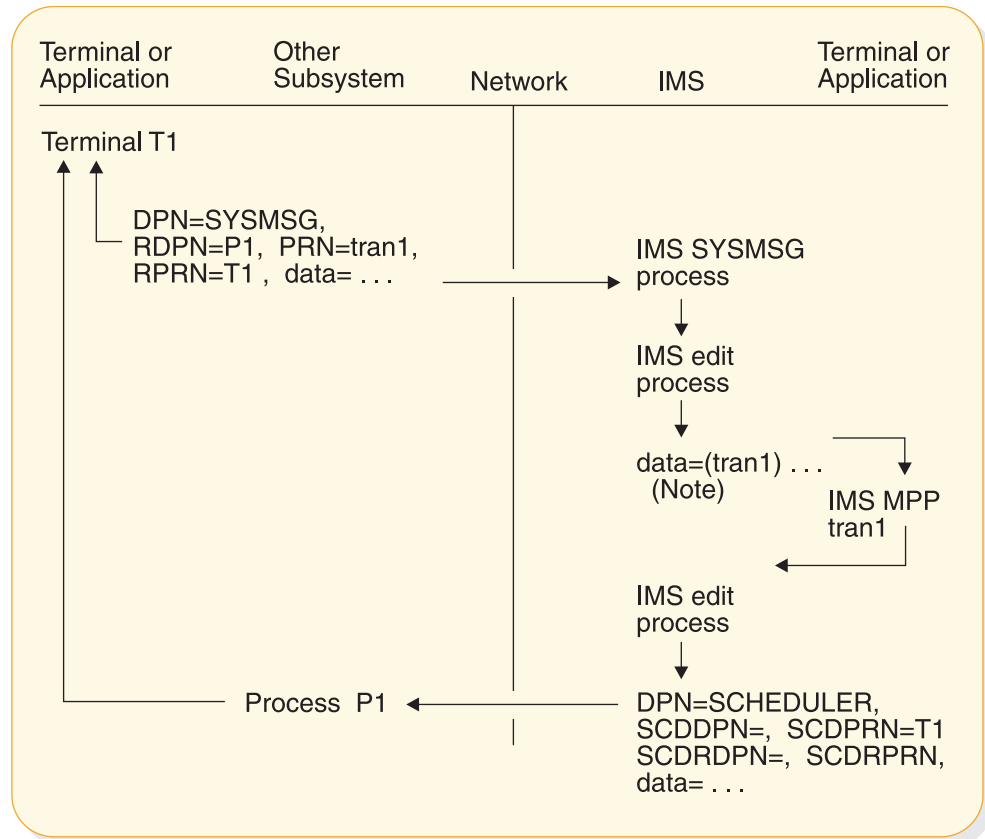 Terminal or
Application
Other
Subsystem
Network
IMS
Terminal or
Application
Terminal T1
DPN=SYSMSG,
RDPN=P1, PRN=tran1,
RPRN=T1 , data= . . .
IMS SYSMSG
process
IMS edit
process
data=(tran1) . . .
(Note)
IMS MPP
tran1
IMS edit
process
Process P1
DPN=SCHEDULER,
SCDDPN=, SCDPRN=T1
SCDRDPN=, SCDRPRN,
data= . . .